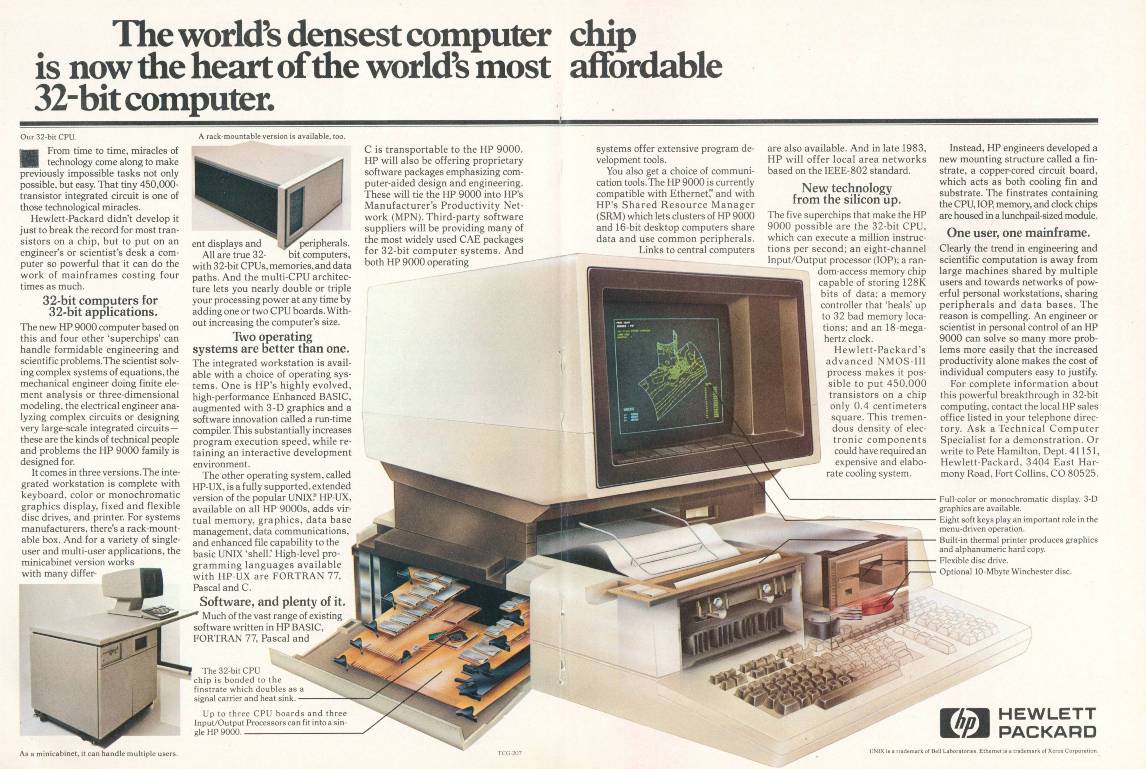 The world's densest computer chip
is now the heart of the world's most affordable
32-bit computer.
Our 32-bit CPU.
From time to time, miracles of
technology come along to make
previously impossible tasks not only
possible, but easy. That tiny 450,000-
transistor integrated circuit is one of
those technological miracles.
Hewlett-Packard didn't develop it
just to break the record for most tran-
sistors on a chip, but to put on an
engineer's or scientist's desk a com-
puter so powerful that it can do the
work of mainframes costing four
times as much.
32-bit computers for
32-bit applications.
The new HP 9000 computer based on
this and four other 'superchips' can
handle formidable engineering and
scientific problems. The scientist solv-
ing complex systems of equations, the
mechanical engineer doing finite ele-
ment analysis or three-dimensional
modeling, the electrical engineer ana-
lyzing complex circuits or designing
very large-scale integrated circuits—
these are the kinds of technical people
and problems the HP 9000 family is
designed for.
It comes in three versions. The inte-
grated workstation is complete with
keyboard, color or monochromatic
graphics display, fixed and flexible
disc drives, and printer. For systems
manufacturers, there's a rack-mount-
able box. And for a variety of single-
user and multi-user applications, the
minicabinet version works
with many differ-
As a minicabinet, it can handle multiple users.
A rack-mountable version is available, too.
ent displays and peripherals.
All are true 32- bit computers,
with 32-bit CPUs, memories, and data
paths. And the multi-CPU architec-
ture lets you nearly double or triple
your processing power at any time by
adding one or two CPU boards. With-
out increasing the computer's size.
Two operating
systems are better than one.
The integrated workstation is avail-
able with a choice of operating sys-
tems. One is HP's highly evolved,
high-performance Enhanced BASIC,
augmented with 3-D graphics and a
software innovation called a run-time
compiler. This substantially increases
program execution speed, while re-
taining an interactive development
environment.
The other operating system, called
HP-UX, is a fully supported, extended
version of the popular UNIX.™ HP-UX,
available on all HP 9000s, adds vir-
tual memory, graphics, data base
management, data communications,
and enhanced file capability to the
basic UNIX 'shell.' High-level pro-
gramming languages available
with HP-UX are FORTRAN 77,
Pascal and C.
Software, and plenty of it.
Much of the vast range of existing
software written in HP BASIC,
FORTRAN 77, Pascal and
The 32-bit CPU
chip is bonded to the
finstrate which doubles as a
signal carrier and heat sink.
Up to three CPU boards and three
Input/Output Processors can fit into a sin-
gle HP 9000.
C is transportable to the HP 9000.
HP will also be offering proprietary
software packages emphasizing com-
puter-aided design and engineering.
These will tie the HP 9000 into HP's
Manufacturer's Productivity Net-
work (MPN). Third-party software
suppliers will be providing many of
the most widely used CAE packages
for 32-bit computer systems. And
both HP 9000 operating
TCG-207
systems offer extensive program de-
velopment tools.
You also get a choice of communi-
cation tools. The HP 9000 is currently
compatible with Ethernet,™ and with
HP's Shared Resource Manager
(SRM) which lets clusters of HP 9000
and 16-bit desktop computers share
data and use common peripherals.
Links to central computers
are also available. And in late 1983,
HP will offer local area networks
based on the IEEE-802 standard.
New technology
from the silicon up.
The five superchips that make the HP
9000 possible are the 32-bit CPU,
which can execute a million instruc-
tions per second; an eight-channel
Input/Output processor (IOP); a ran-
dom-access memory chip
capable of storing 128K
bits of data; a memory
controller that 'heals' up
to 32 bad memory loca-
tions; and an 18-mega-
hertz clock.
Hewlett-Packard's
advanced NMOS-III
process makes it pos-
sible to put 450,000
transistors on a chip
only 0.4 centimeters
square. This tremen-
dous density of elec-
tronic components
could have required an
expensive and elabo-
rate cooling system.
Instead, HP engineers developed a
new mounting structure called a fin-
strate, a copper-cored circuit board,
which acts as both cooling fin and
substrate. The finstrates containing
the CPU, IOP, memory, and clock chips
are housed in a lunchpail-sized module.
One user, one mainframe.
Clearly the trend in engineering and
scientific computation is away from
large machines shared by multiple
users and towards networks of pow-
erful personal workstations, sharing
peripherals and data bases. The
reason is compelling. An engineer or
scientist in personal control of an HP
9000 can solve so many more prob-
lems more easily that the increased
productivity alone makes the cost of
individual computers easy to justify.
For complete information about
this powerful breakthrough in 32-bit
computing, contact the local HP sales
office listed in your telephone direc-
tory. Ask a Technical Computer
Specialist for a demonstration. Or
write to Pete Hamilton, Dept. 41151,
Hewlett-Packard, 3404 East Har-
mony Road, Fort Collins, CO 80525.
Full-color or monochromatic display. 3-D
graphics are available.
Eight soft keys play an important role in the
menu-driven operation.
Built-in thermal printer produces graphics
and alphanumeric hard copy.
Flexible disc drive.
Optional 10-Mbyte Winchester disc.
hp HEWLETT
PACKARD
UNIX is a trademark of Bell Laboratories. Ethernet is a trademark of Xerox Corporation.